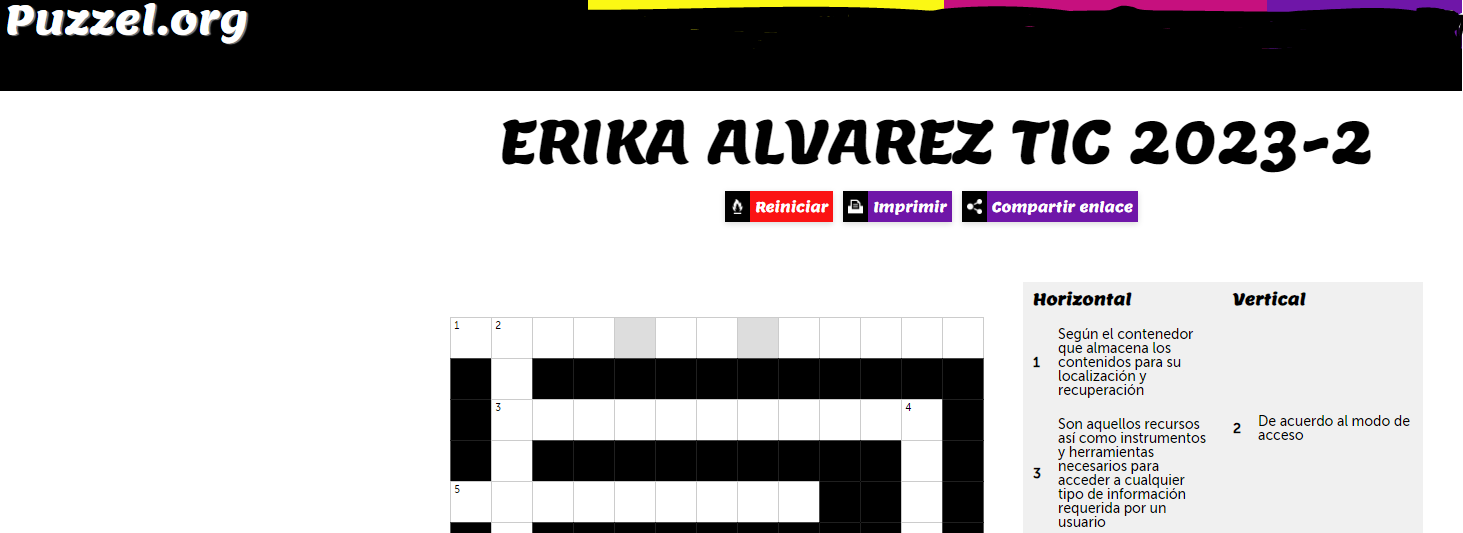 Puzzel.org
ERIKA ALVAREZ TIC 2023-2
Reiniciar
Imprimir
Compartir enlace
1
2
3
4
5
Horizontal
1
Según el contenedor
que almacena los
contenidos para su
localización y
recuperación
3
Son aquellos recursos
así como instrumentos
y herramientas
necesarios para
acceder a cualquier
tipo de información
requerida por un
usuario
Vertical
2
De acuerdo al modo de
acceso